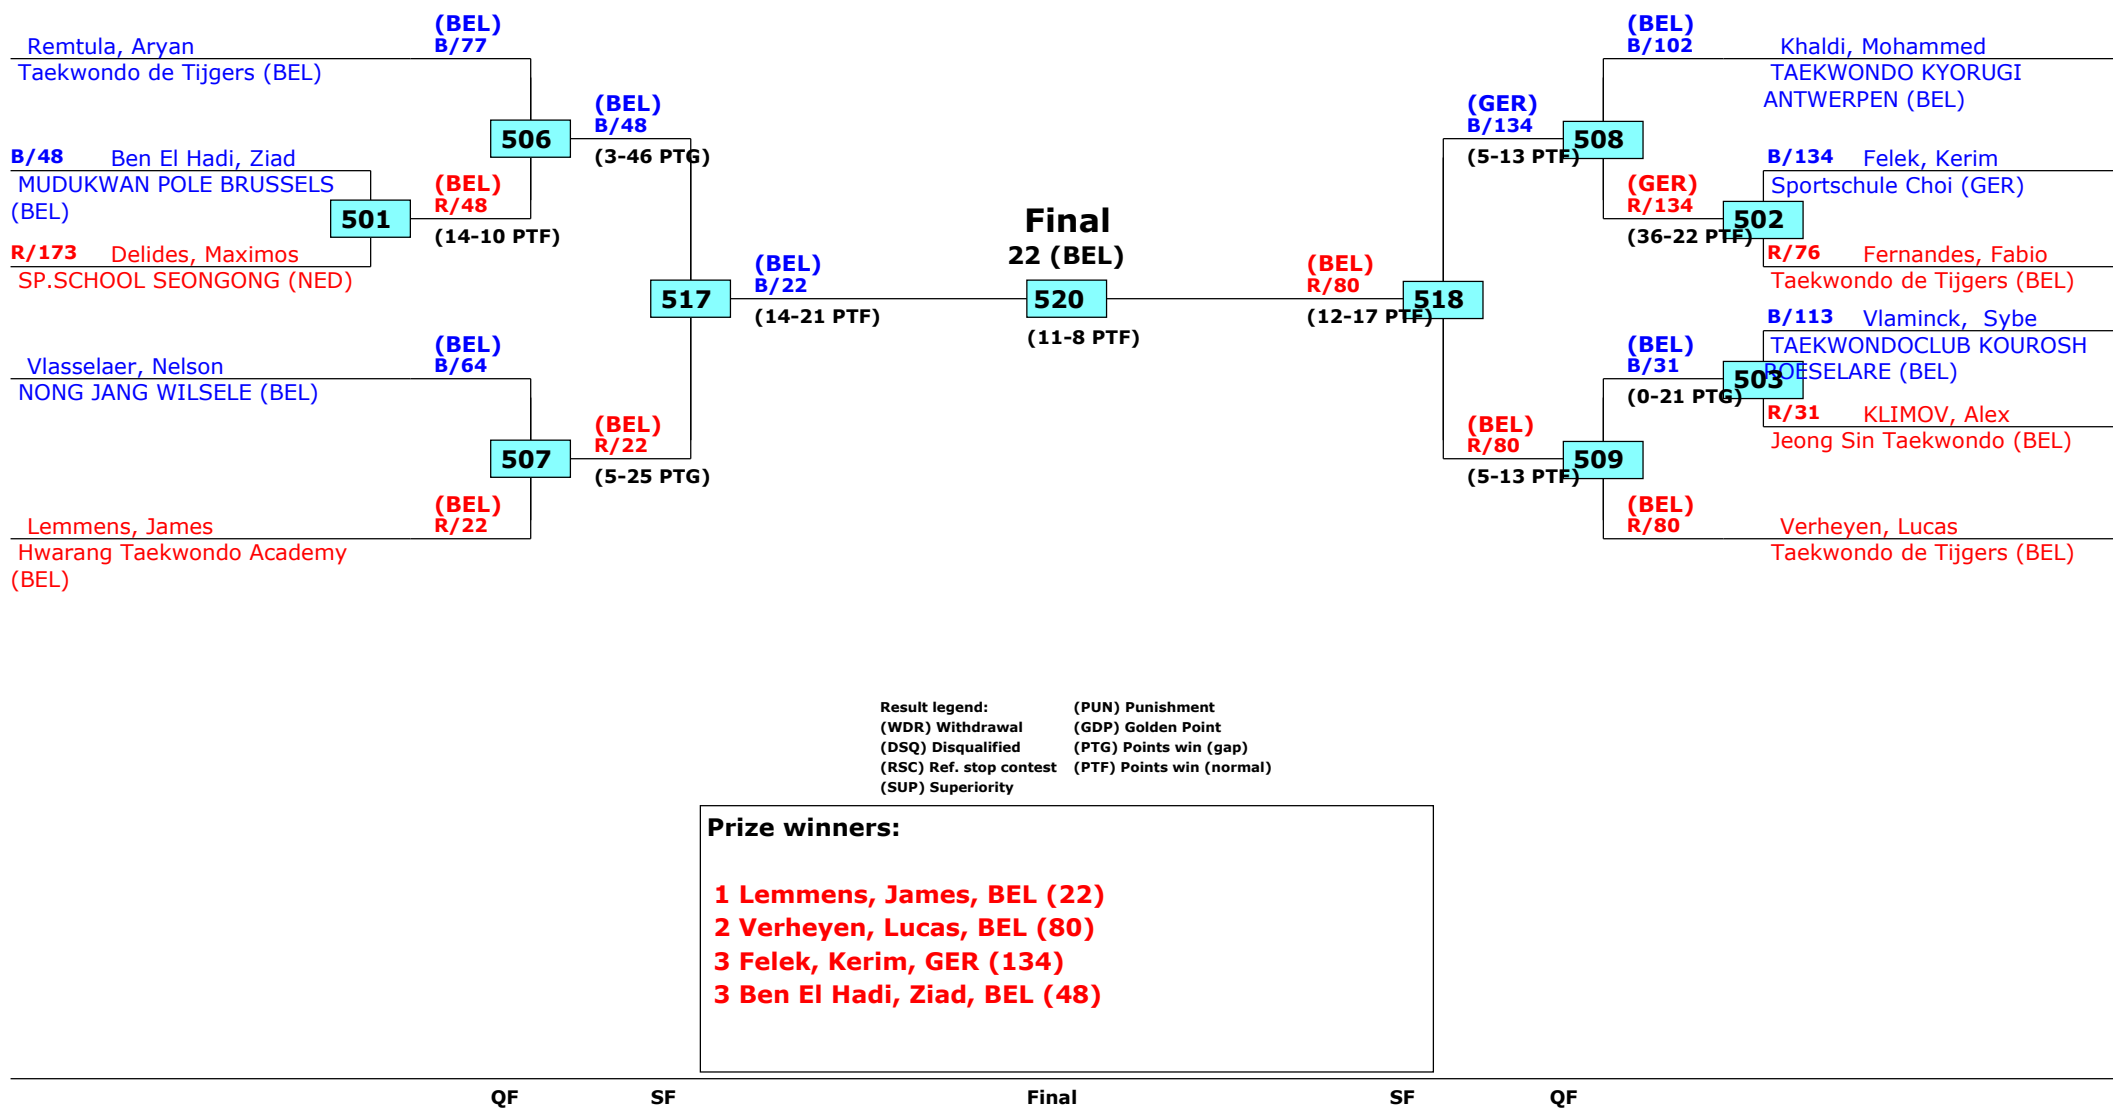 (BEL)
B/77
Remtula, Aryan
Taekwondo de Tijgers (BEL)
B/48 Ben El Hadi, Ziad
MUDUKWAN POLE BRUSSELS
(BEL)
R/173 Delides, Maximos
SP.SCHOOL SEONGONG (NED)
501
(BEL)
R/48
(14-10 PTF)
506
(BEL)
B/48
(3-46 PTG)
(BEL)
B/64
Vlasselaer, Nelson
NONG JANG WILSELE (BEL)
507
(BEL)
R/22
(5-25 PTG)
(BEL)
R/22
Lemmens, James
Hwarang Taekwondo Academy
(BEL)
517
(BEL)
B/22
(14-21 PTF)
Final
22 (BEL)
520
(11-8 PTF)
(BEL)
R/80
(12-17 PTF)
518
(GER)
B/134
(5-13 PTF)
508
(BEL)
B/102
Khaldi, Mohammed
TAEKWONDO KYORUGI
ANTWERPEN (BEL)
(GER)
R/134
(36-22 PTF)
502
B/134 Felek, Kerim
Sportschule Choi (GER)
R/76 Fernandes, Fabio
Taekwondo de Tijgers (BEL)
B/113 Vlaminck, Sybe
TAEKWONDOCLUB KOUROSH
ROESELARE (BEL)
503
(BEL)
B/31
(0-21 PTG)
R/31 KLIMOV, Alex
Jeong Sin Taekwondo (BEL)
(BEL)
R/80
(5-13 PTF)
509
(BEL)
R/80
Verheyen, Lucas
Taekwondo de Tijgers (BEL)
Result legend: (PUN) Punishment
(WDR) Withdrawal (GDP) Golden Point
(DSQ) Disqualified (PTG) Points win (gap)
(RSC) Ref. stop contest (PTF) Points win (normal)
(SUP) Superiority
Prize winners:
1 Lemmens, James, BEL (22)
2 Verheyen, Lucas, BEL (80)
3 Felek, Kerim, GER (134)
3 Ben El Hadi, Ziad, BEL (48)
QF SF Final SF QF